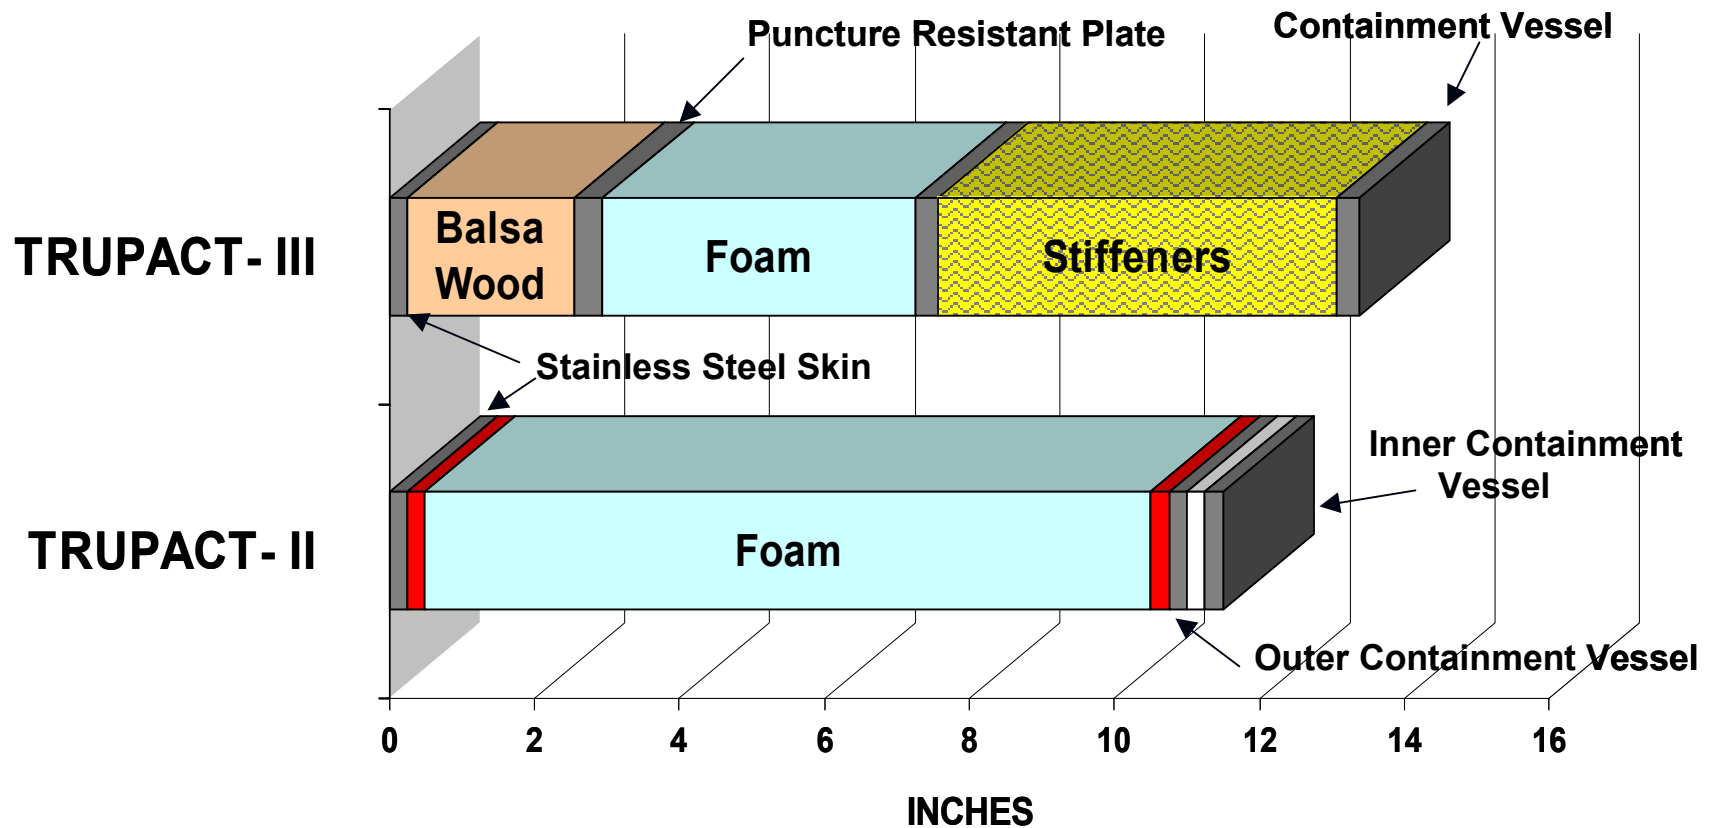 Puncture Resistant Plate
Containment Vessel
TRUPACT- III
Balsa
Wood
Foam
Stiffeners
Stainless Steel Skin
Inner Containment
Vessel
TRUPACT- II
Foam
Outer Containment Vessel
0 2 4 6 8 10 12 14 16
INCHES